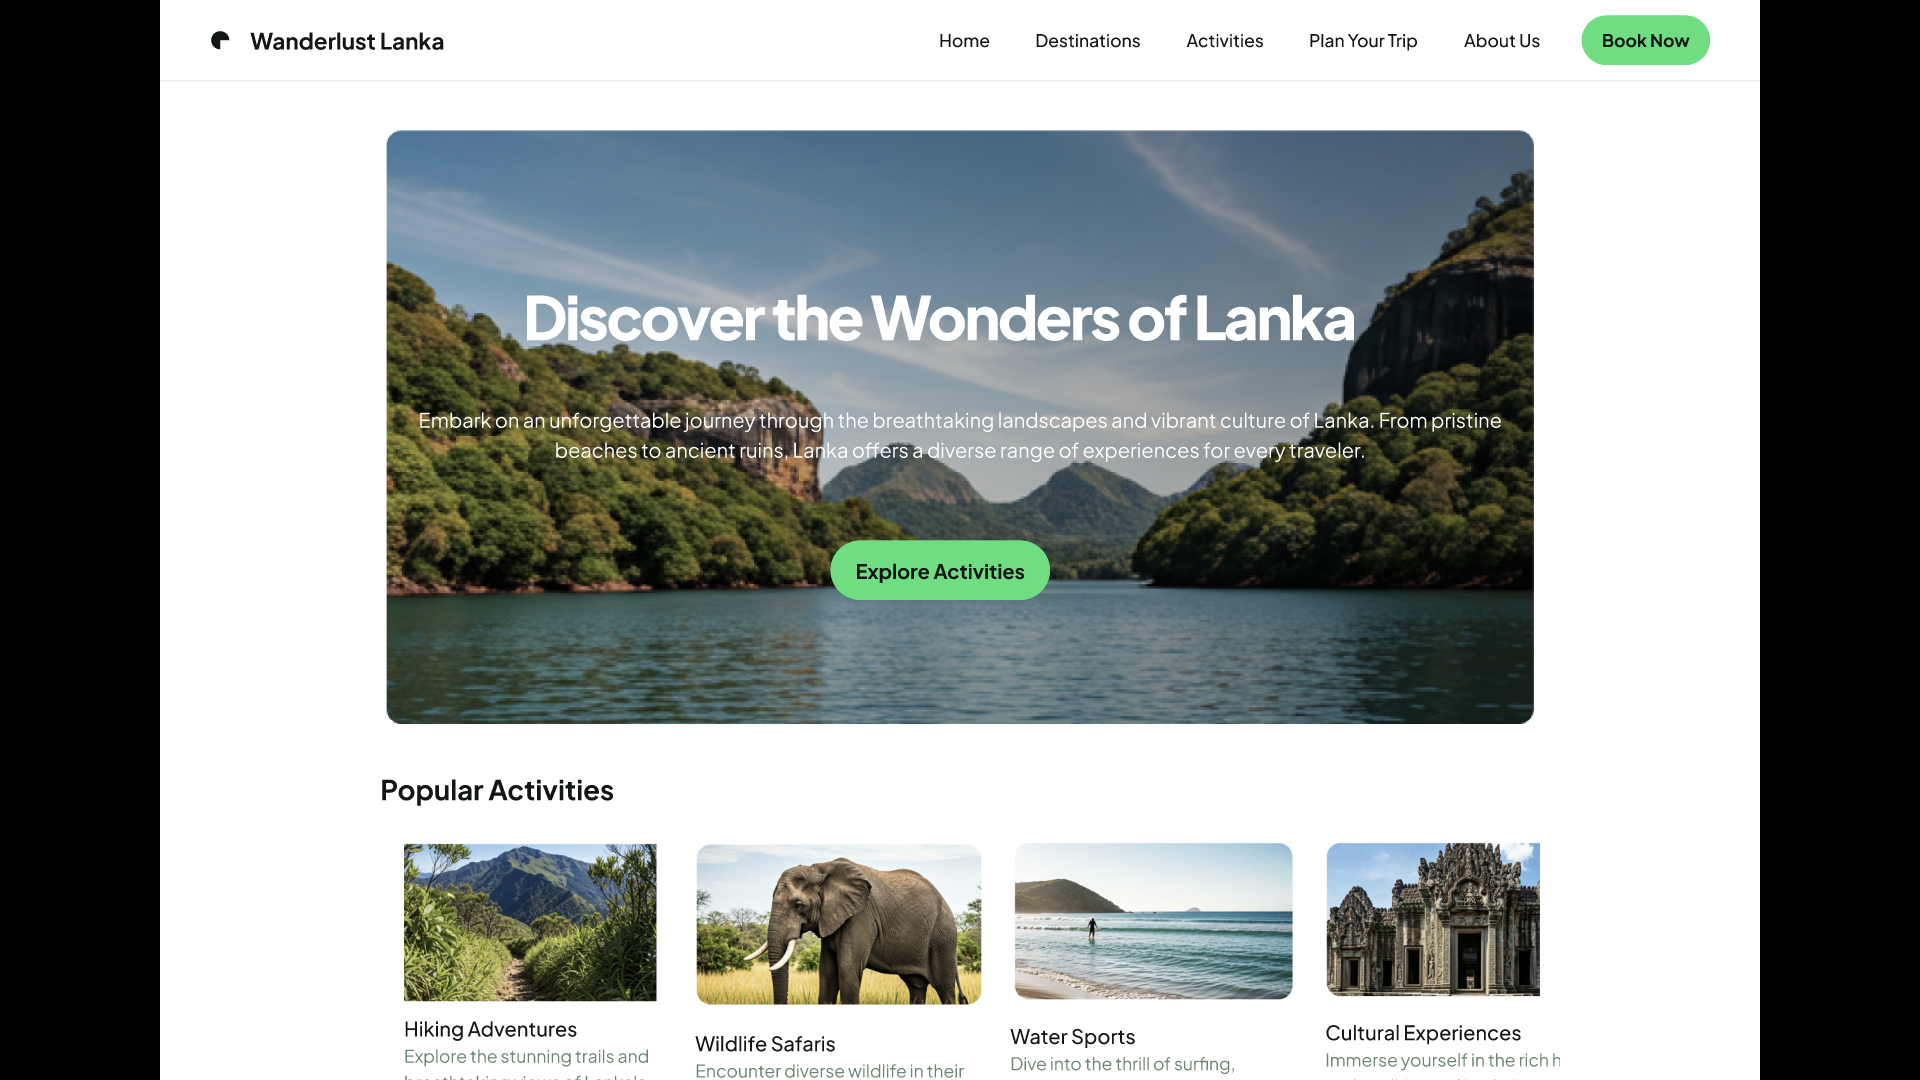 Wanderlust Lanka
Home
Destinations
Activities
Plan Your Trip
About Us
Book Now
Discover the Wonders of Lanka
Embark on an unforgettable journey through the breathtaking landscapes and vibrant culture of Lanka. From pristine
beaches to ancient ruins, Lanka offers a diverse range of experiences for every traveler.
Explore Activities
Popular Activities
Hiking Adventures
Explore the stunning trails and
Wildlife Safaris
Encounter diverse wildlife in their
Water Sports
Dive into the thrill of surfing,
Cultural Experiences
Immerse yourself in the rich